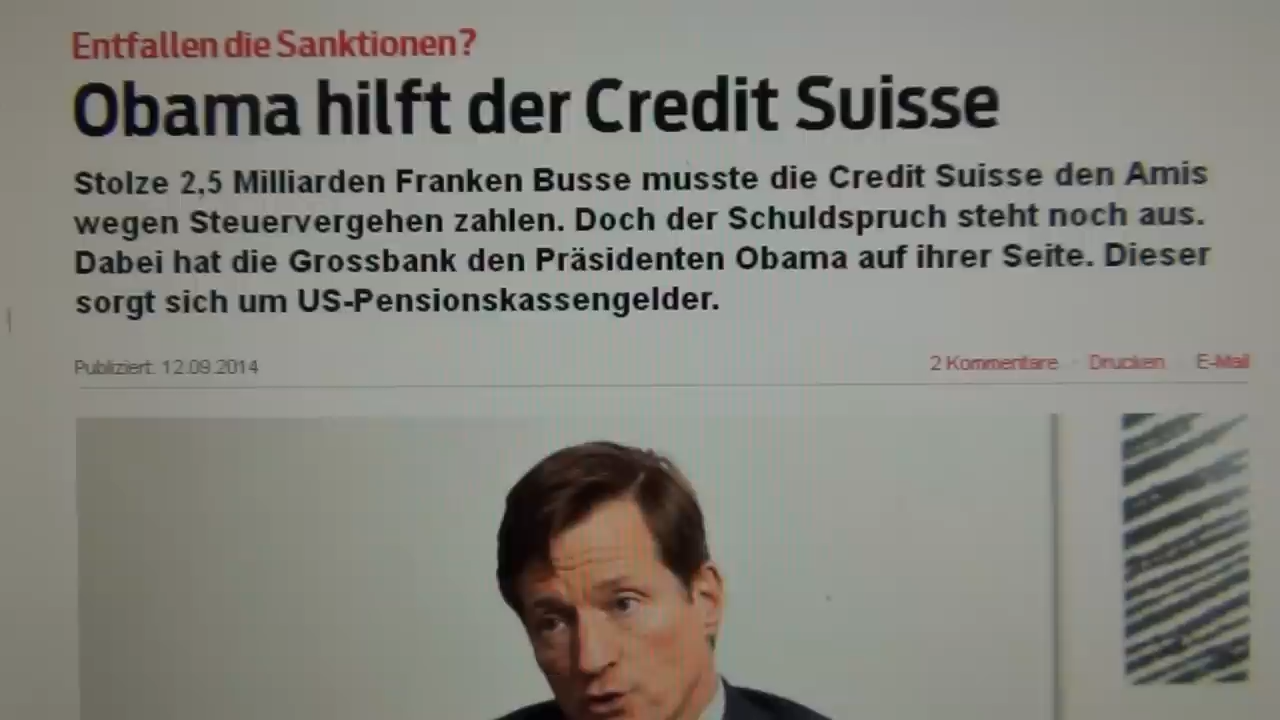 Entfallen die Sanktionen?
Obama hilft der Credit Suisse
Stolze 2,5 Milliarden Franken Busse musste die Credit Suisse den Amis
wegen Steuervergehen zahlen. Doch der Schuldspruch steht noch aus.
Dabei hat die Grossbank den Präsidenten Obama auf ihrer Seite. Dieser
sorgt sich um US-Pensionskassengelder.
Publiziert: 12.09.2014
2 Kommentare · Drucken E-Mail